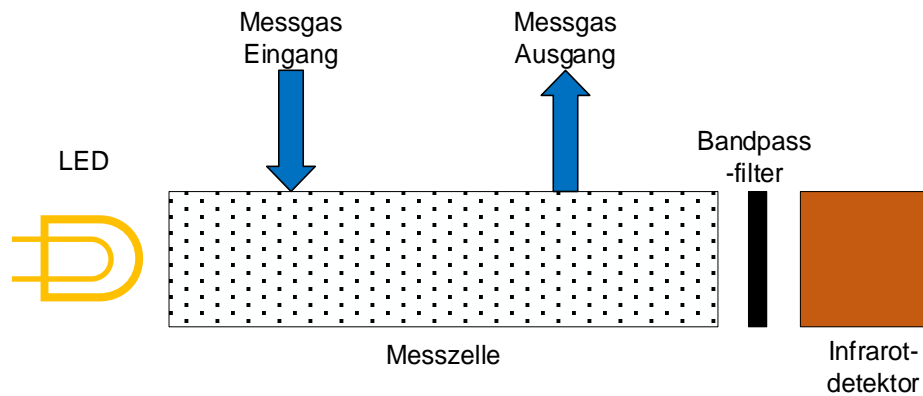 Messgas
Eingang
Messgas
Ausgang
LED
Bandpass
-filter
Messzelle
Infrarot-
detektor